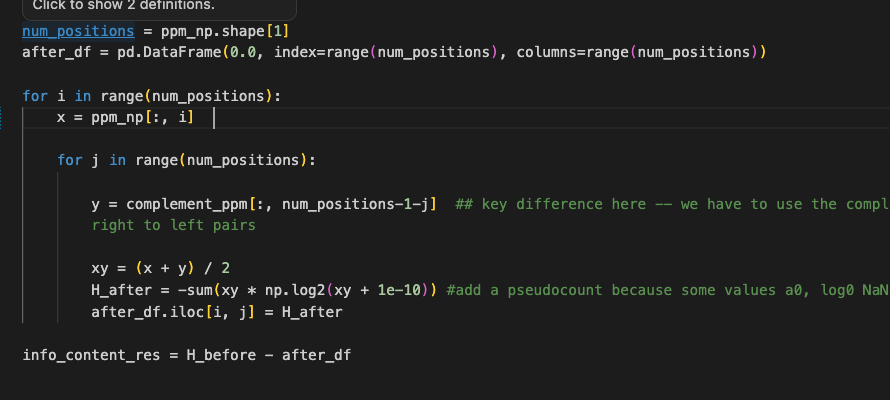 Click to show 2 definitions.
num_positions = ppm_np.shape[1]
after_df = pd.DataFrame(0.0, index=range(num_positions), columns=range(num_positions))
for i in range(num_positions):
x = ppm_np[:, i]
for j in range(num_positions):
y = complement_ppm[:, num_positions-1-j]  ## key difference here -- we have to use the compl
right to left pairs
xy = (x + y) / 2
H_after = -sum(xy * np.log2(xy + 1e-10)) #add a pseudocount because some values a0, log0 NaN
after_df.iloc[i, j] = H_after
info_content_res = H_before - after_df